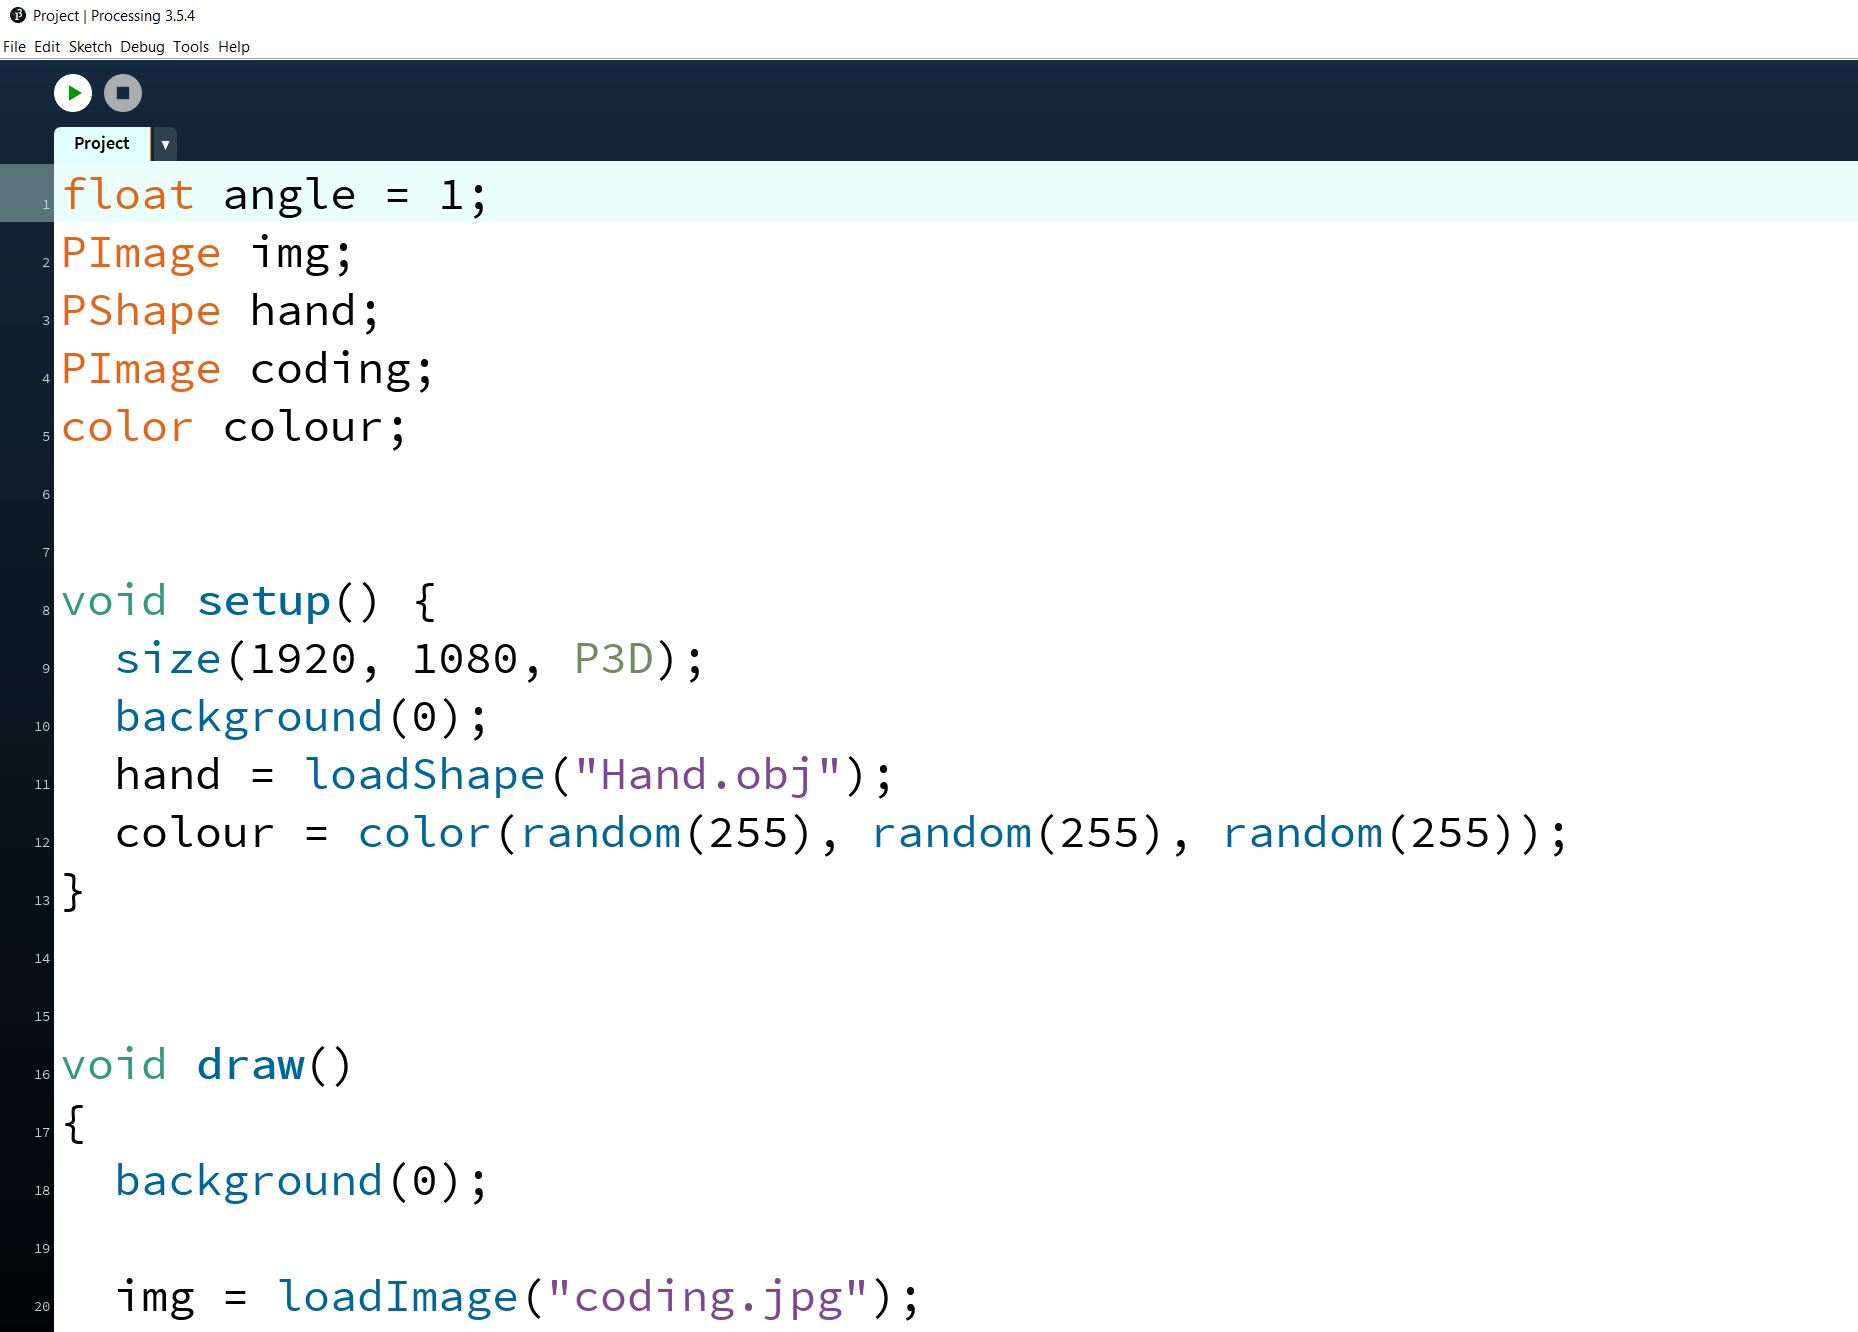 Project | Processing 3.5.4
File Edit Sketch Debug Tools Help
Project ▼
1 float angle = 1;
2 PImage img;
3 PShape hand;
4 PImage coding;
5 color colour;
6
7
8 void setup() {
9   size(1920, 1080, P3D);
10   background(0);
11   hand = loadShape("Hand.obj");
12   colour = color(random(255), random(255), random(255));
13 }
14
15
16 void draw()
17 {
18   background(0);
19
20   img = loadImage("coding.jpg");